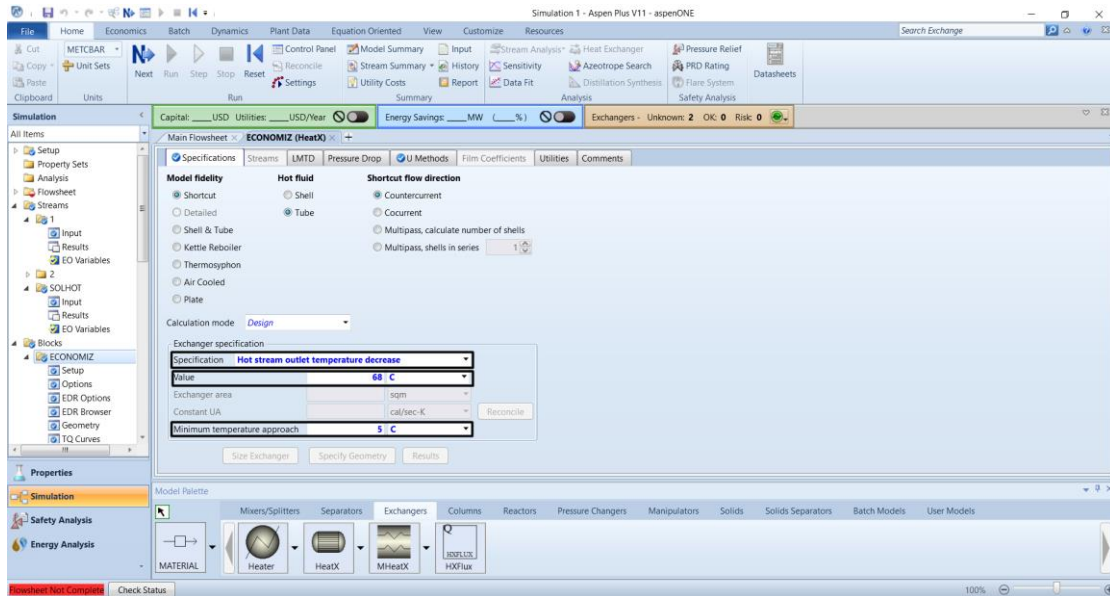 Simulation 1 - Aspen Plus V11 - aspenONE
File Home Economics Batch Dynamics Plant Data Equation Oriented View Customize Resources Search Exchange
Cut METCBAR Control Panel Model Summary Input Stream Analysis Heat Exchanger Pressure Relief
Copy Unit Sets Next Run Step Stop Reset Reconcile Stream Summary History Sensitivity Azeotrope Search PRD Rating Datasheets
Paste Settings Utility Costs Report Data Fit Distillation Synthesis Flare System
Clipboard Units Run Summary Analysis Safety Analysis
Simulation Capital: ____USD Utilities: ____USD/Year Energy Savings: ____MW (____%) Exchangers - Unknown: 2 OK: 0 Risk: 0
All Items Main Flowsheet ECONOMIZ (HeatX) +
Setup Specifications Streams LMTD Pressure Drop U Methods Film Coefficients Utilities Comments
Property Sets
Analysis
Flowsheet
Streams
1
Input
Results
EO Variables
2
SOLHOT
Input
Results
EO Variables
Blocks
ECONOMIZ
Setup
Options
EDR Options
EDR Browser
Geometry
TQ Curves
Model fidelity Hot fluid Shortcut flow direction
Shortcut Shell Countercurrent
Detailed Tube Cocurrent
Shell & Tube Multipass, calculate number of shells
Kettle Reboiler Multipass, shells in series 1
Thermosyphon
Air Cooled
Plate
Calculation mode Design
Exchanger specification
Specification Hot stream outlet temperature decrease
Value 68 C
Exchanger area sqm
Constant UA cal/sec-K Reconcile
Minimum temperature approach 5 C
Size Exchanger Specify Geometry Results
Properties
Simulation
Safety Analysis
Energy Analysis
Model Palette
Mixers/Splitters Separators Exchangers Columns Reactors Pressure Changers Manipulators Solids Solids Separators Batch Models User Models
Q
HXFLUX
MATERIAL Heater HeatX MHeatX HXFlux
Flowsheet Not Complete Check Status 100%